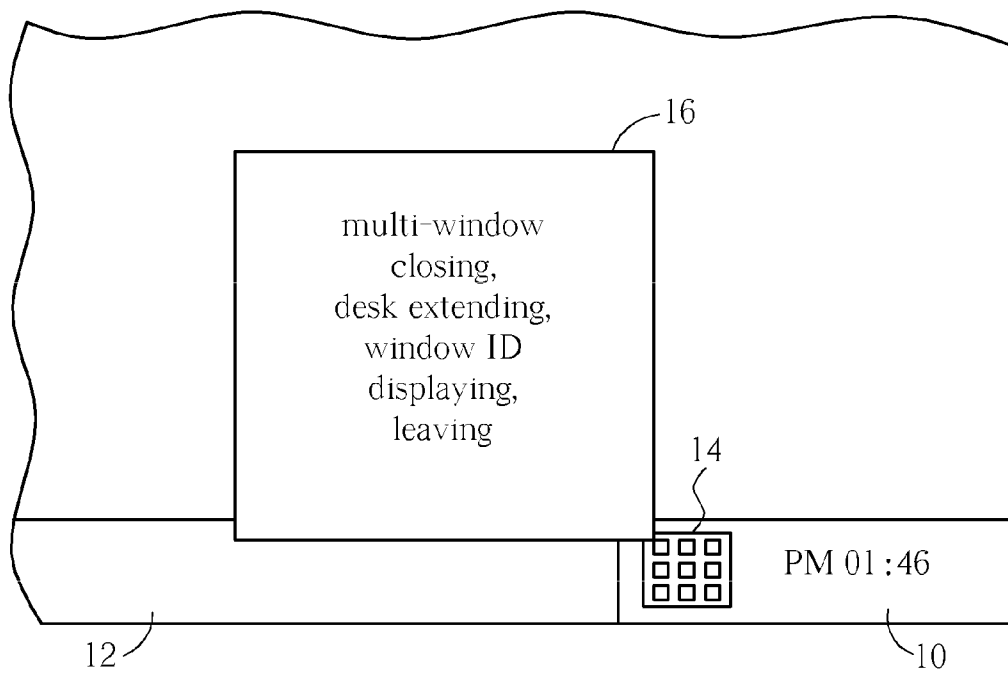 16
multi-window
closing,
desk extending,
window ID
displaying,
leaving
14
PM 01:46
12
10